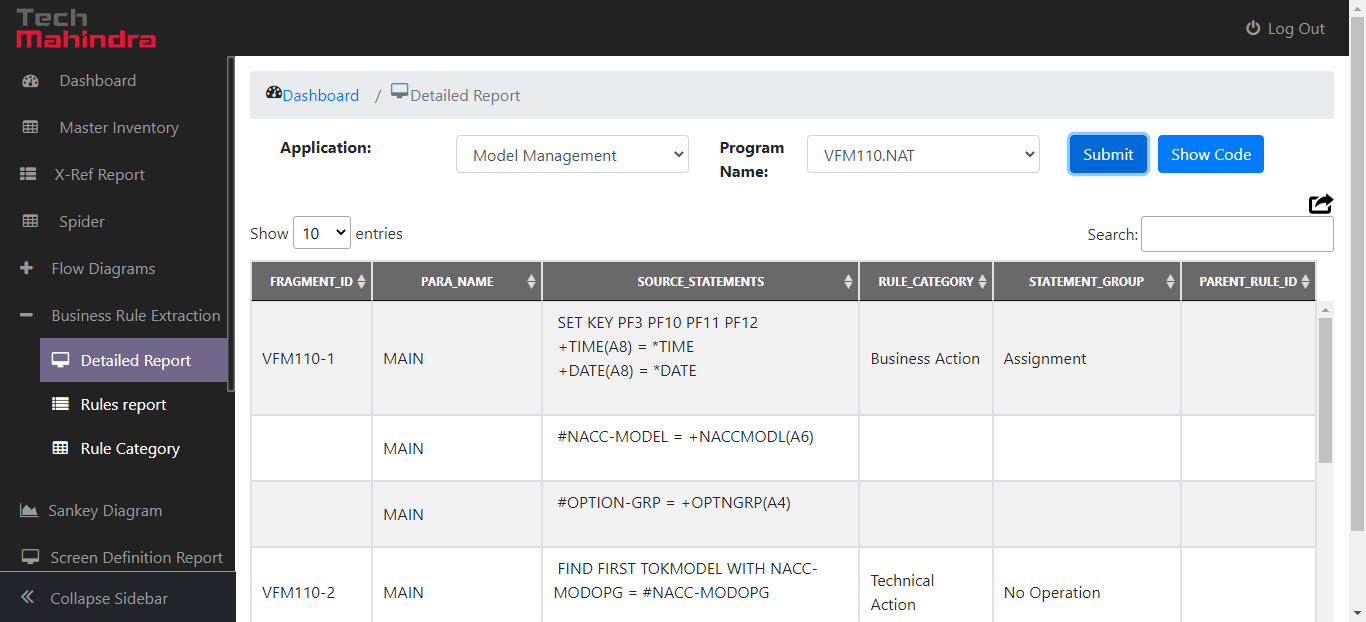 Tech
Mahindra
Log Out
Dashboard
Master Inventory
X-Ref Report
Spider
Flow Diagrams
Business Rule Extraction
Detailed Report
Rules report
Rule Category
Sankey Diagram
Screen Definition Report
Collapse Sidebar
Dashboard / Detailed Report
Application: Model Management Program Name: VFM110.NAT Submit Show Code
Show 10 entries Search:
FRAGMENT_ID PARA_NAME SOURCE_STATEMENTS RULE_CATEGORY STATEMENT_GROUP PARENT_RULE_ID
SET KEY PF3 PF10 PF11 PF12
+TIME(A8) = *TIME
VFM110-1 MAIN Business Action Assignment
+DATE(A8) = *DATE
#NACC-MODEL = +NACCMODL(A6)
MAIN
#OPTION-GRP = +OPTNGRP(A4)
MAIN
FIND FIRST TOKMODEL WITH NACC-
MODOPG = #NACC-MODOPG
VFM110-2 MAIN Technical Action No Operation